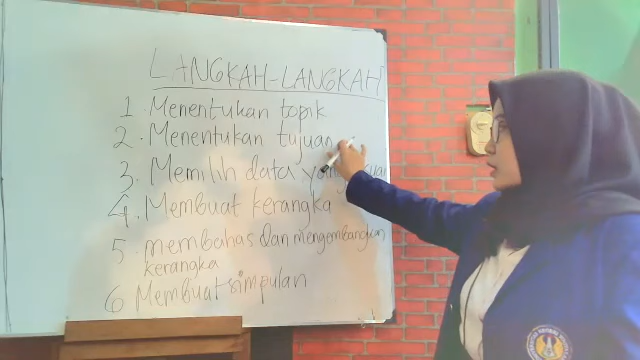 LANGKAH-LANGKAH
1. Menentukan topik
2. Menentukan tujuan
3. Memilih data yang
4. Membuat kerangka
5. membahas dan mengembangkan
kerangka
6. Membuat simpulan